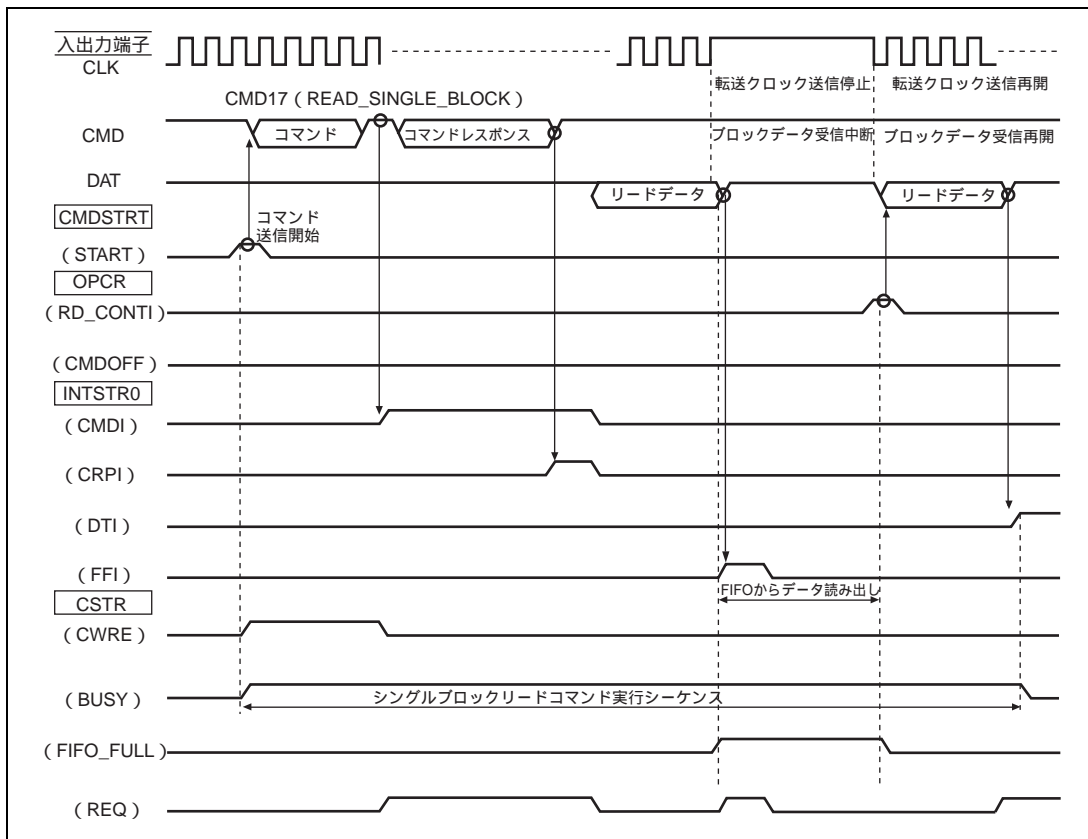 入出力端子
CLK
転送クロック送信停止
転送クロック送信再開
CMD17（READ_SINGLE_BLOCK）
CMD
コマンド
コマンドレスポンス
ブロックデータ受信中断
ブロックデータ受信再開
DAT
リードデータ
リードデータ
CMDSTRT
コマンド
送信開始
（START）
OPCR
（RD_CONTI）
（CMDOFF）
INTSTR0
（CMDI）
（CRPI）
（DTI）
（FFI）
FIFOからデータ読み出し
CSTR
（CWRE）
（BUSY）
シングルブロックリードコマンド実行シーケンス
（FIFO_FULL）
（REQ）